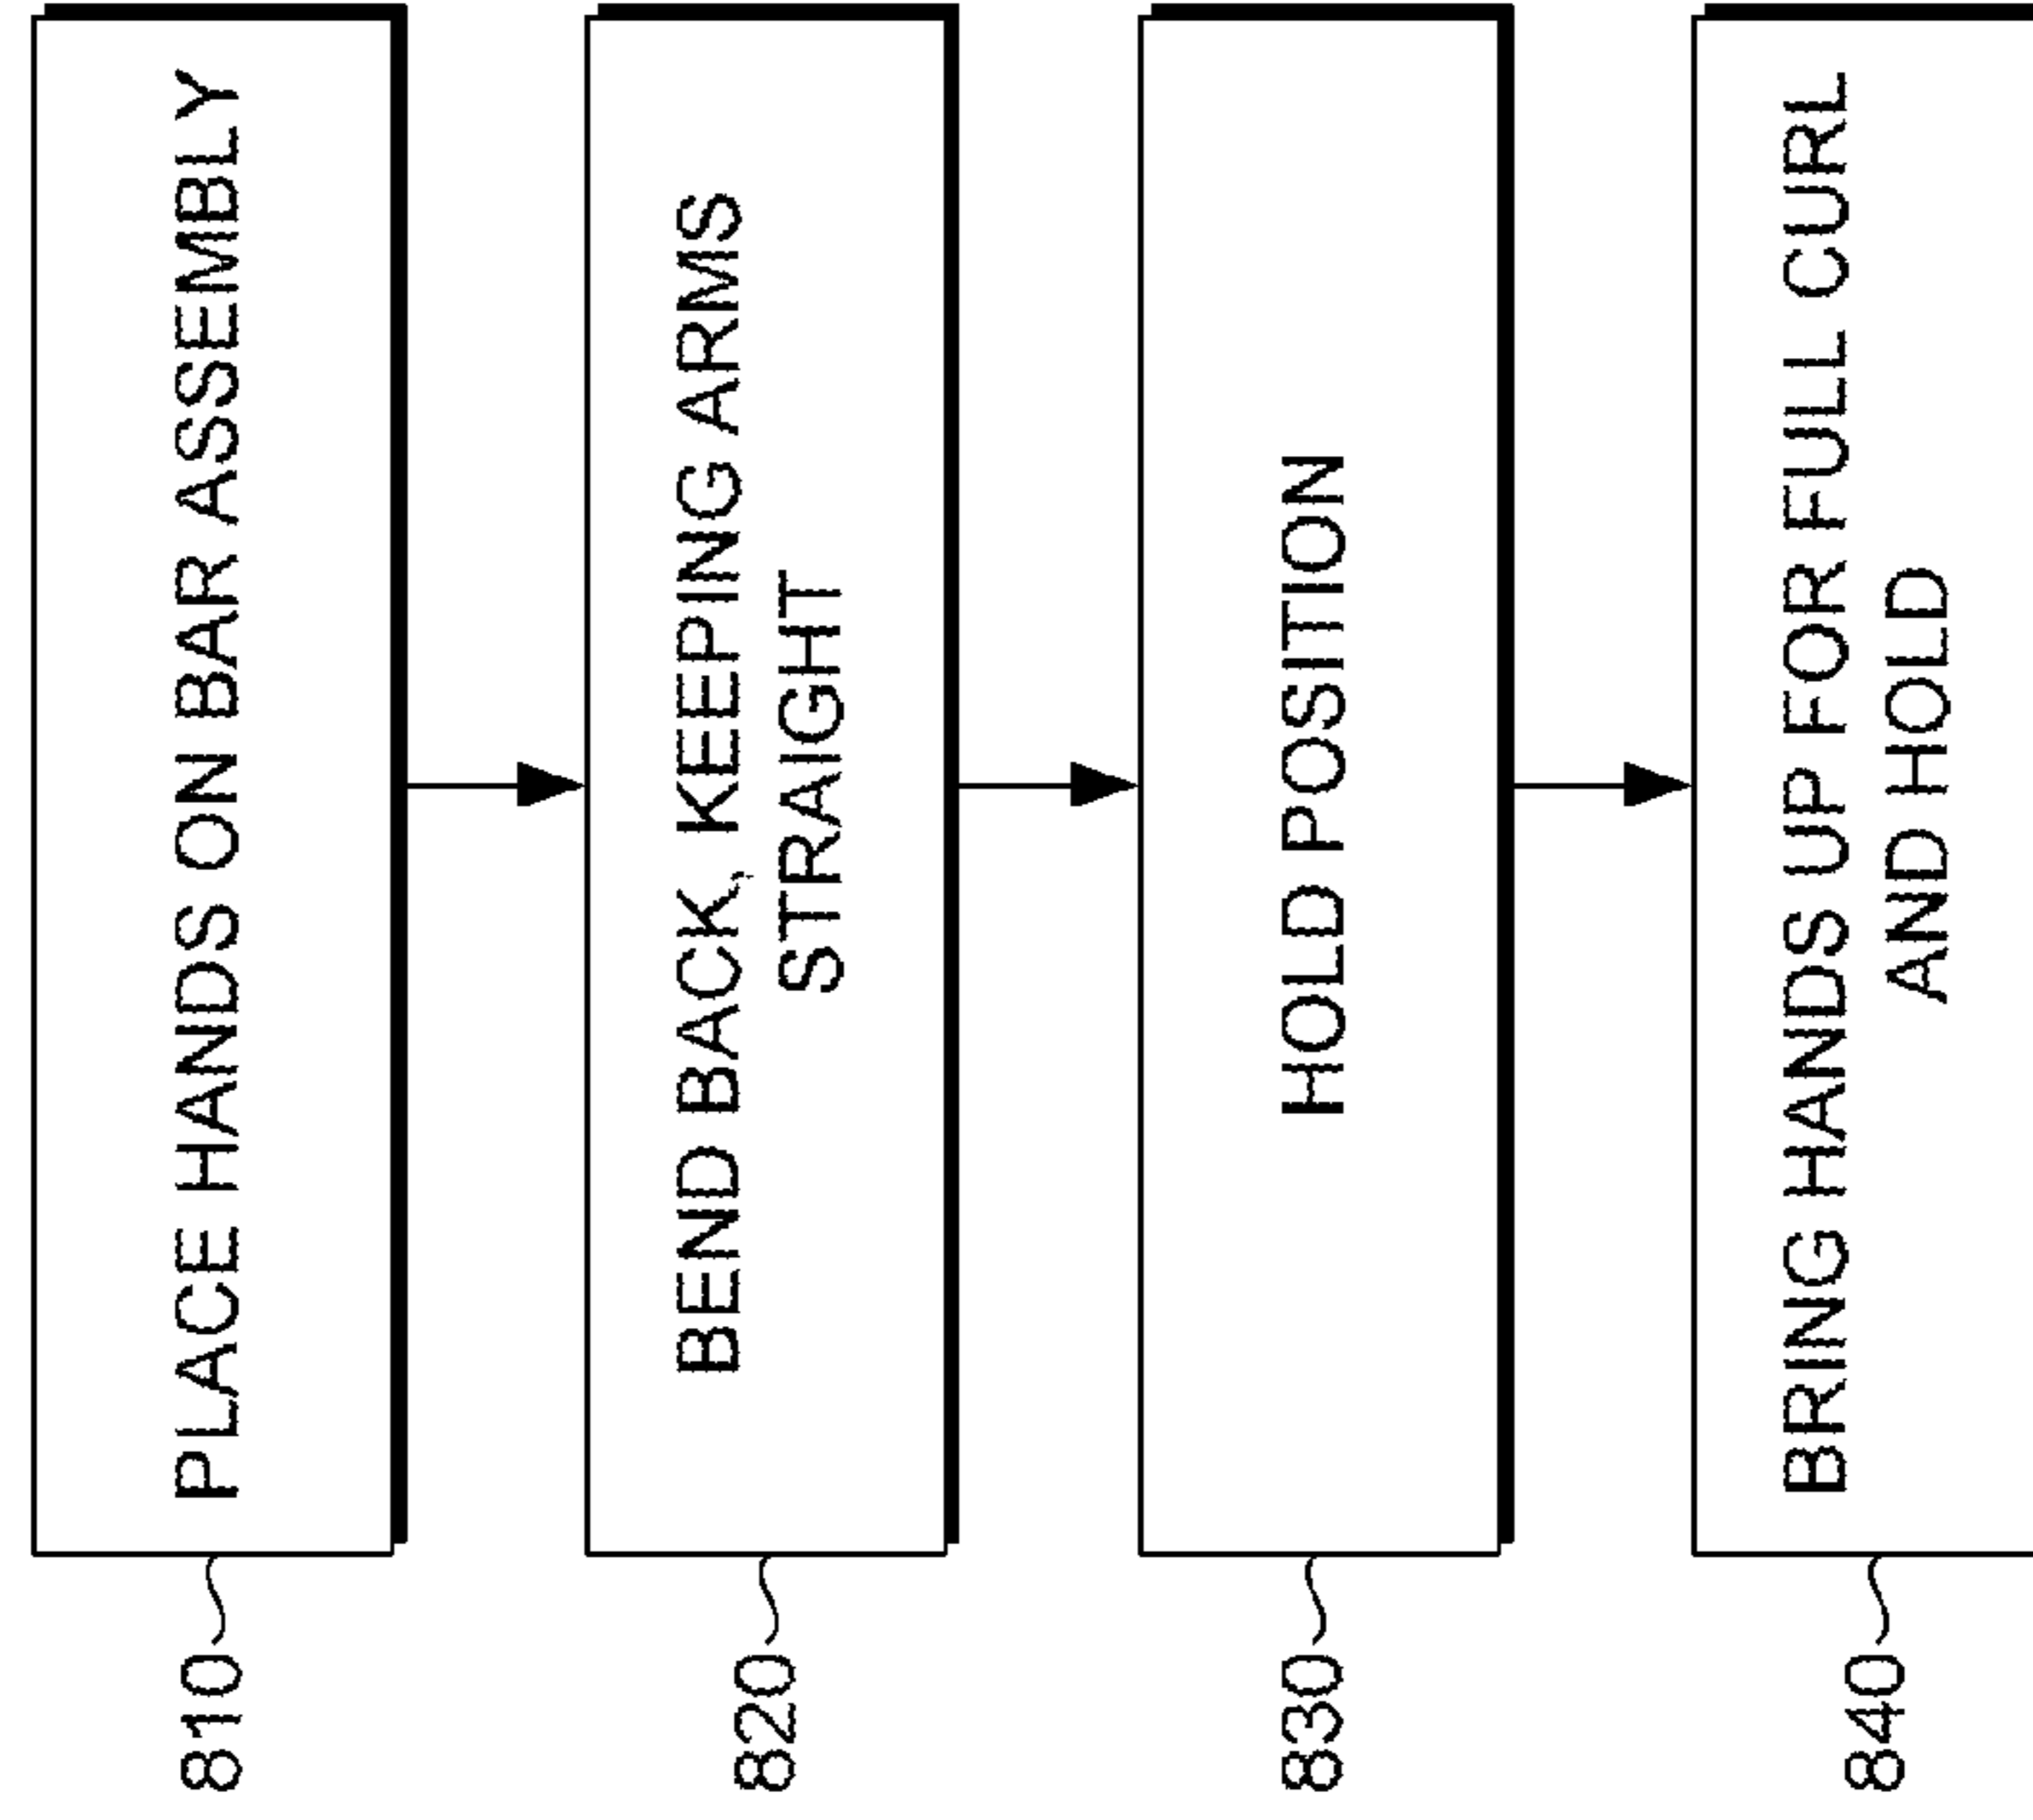 810
PLACE HANDS ON BAR ASSEMBLY
820
BEND BACK, KEEPING ARMS
STRAIGHT
830
HOLD POSITION
840
BRING HANDS UP FOR FULL CURL
AND HOLD